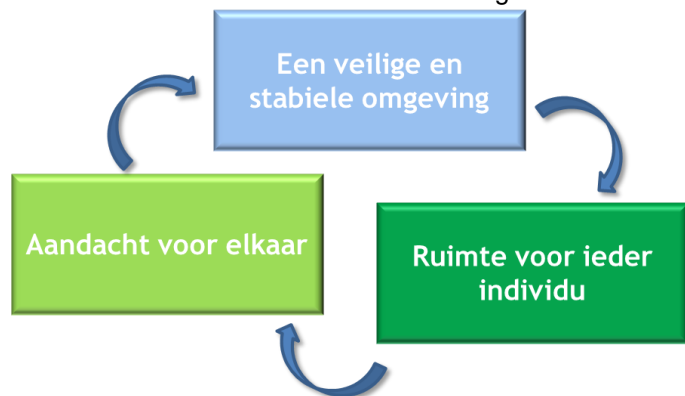 Een veilige en
stabiele omgeving
Aandacht voor elkaar
Ruimte voor ieder
individu